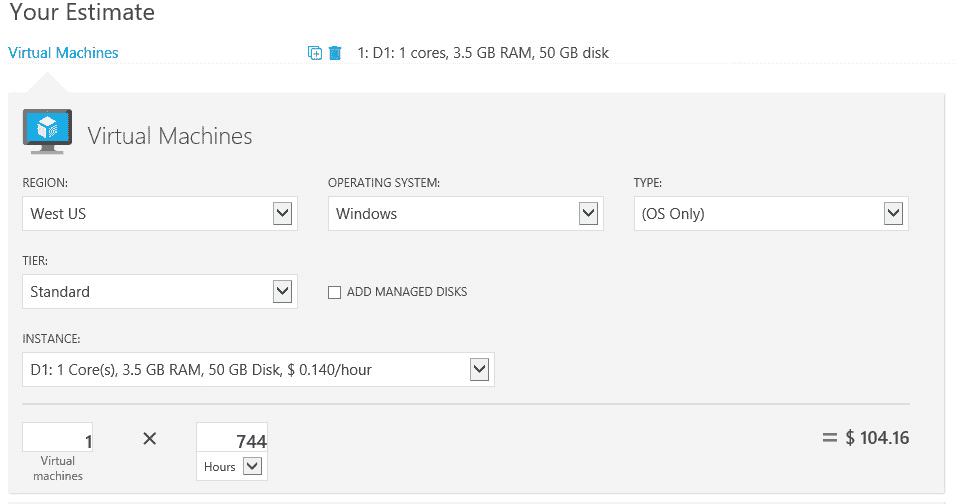 Your Estimate
Virtual Machines 1: D1: 1 cores, 3.5 GB RAM, 50 GB disk
Virtual Machines
REGION: OPERATING SYSTEM: TYPE:
West US Windows (OS Only)
TIER:
Standard ADD MANAGED DISKS
INSTANCE:
D1: 1 Core(s), 3.5 GB RAM, 50 GB Disk, $ 0.140/hour
1 × 744 = $ 104.16
Virtual machines Hours